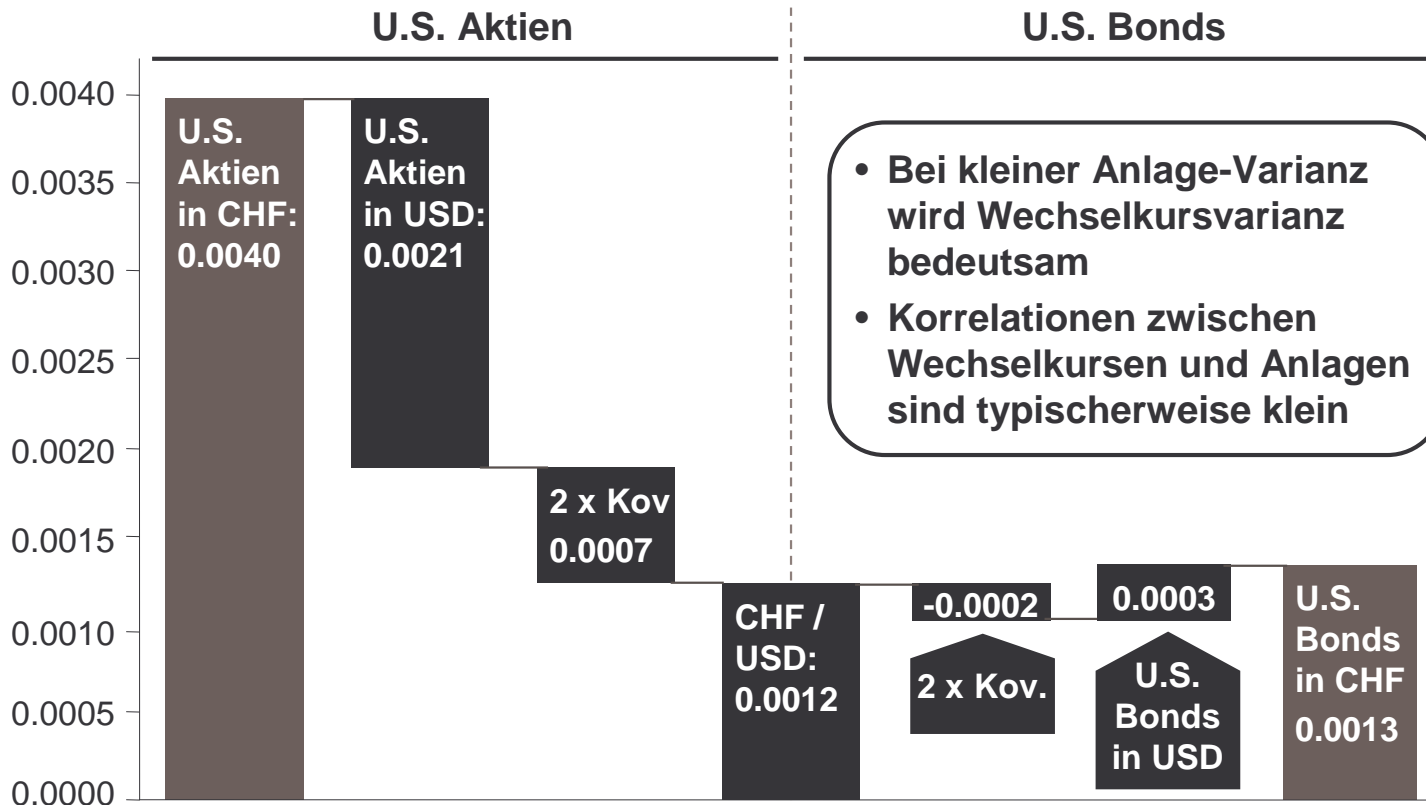 U.S. Aktien
U.S. Bonds
0.0040
0.0035
0.0030
0.0025
0.0020
0.0015
0.0010
0.0005
0.0000
U.S.
Aktien
in CHF:
0.0040
U.S.
Aktien
in USD:
0.0021
2 x Kov
0.0007
CHF /
USD:
0.0012
-0.0002
2 x Kov.
0.0003
U.S.
Bonds
in USD
U.S.
Bonds
in CHF
0.0013
• Bei kleiner Anlage-Varianz
wird Wechselkursvarianz
bedeutsam
• Korrelationen zwischen
Wechselkursen und Anlagen
sind typischerweise klein